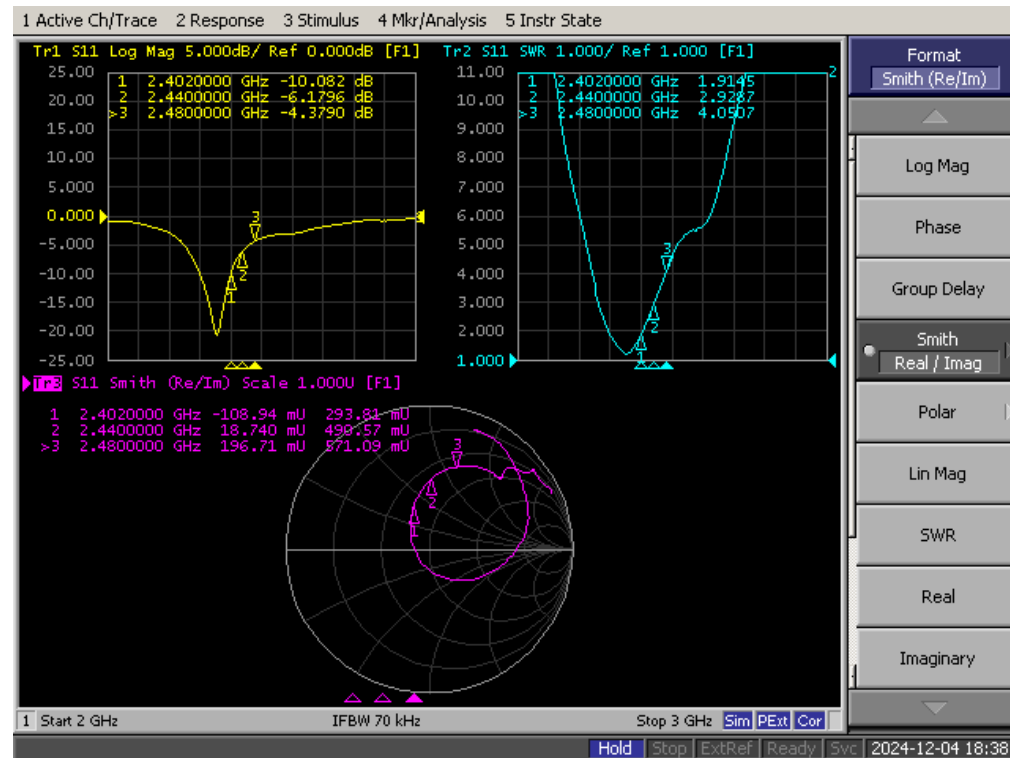 1 Active Ch/Trace 2 Response 3 Stimulus 4 Mkr/Analysis 5 Instr State
Tr1 S11 Log Mag 5.000dB/ Ref 0.000dB [F1]
25.00
20.00
15.00
10.00
5.000
0.000
-5.000
-10.00
-15.00
-20.00
-25.00
1 2.4020000 GHz -10.082 dB
2 2.4400000 GHz -6.1796 dB
>3 2.4800000 GHz -4.3790 dB
3
2
1
Tr2 S11 SWR 1.000/ Ref 1.000 [F1]
11.00
10.00
9.000
8.000
7.000
6.000
5.000
4.000
3.000
2.000
1.000
1 2.4020000 GHz 1.9145
2 2.4400000 GHz 2.9287
>3 2.4800000 GHz 4.0507
2
3
2
1
Tr3 S11 Smith (Re/Im) Scale 1.000U [F1]
1 2.4020000 GHz -108.94 mU 293.81 mU
2 2.4400000 GHz 18.740 mU 490.57 mU
>3 2.4800000 GHz 196.71 mU 571.09 mU
3
2
1
1 Start 2 GHz IFBW 70 kHz Stop 3 GHz Sim PExt Cor
Format
Smith (Re/Im)
Log Mag
Phase
Group Delay
Smith
Real / Imag
Polar
Lin Mag
SWR
Real
Imaginary
Hold Stop ExtRef Ready Svc 2024-12-04 18:38